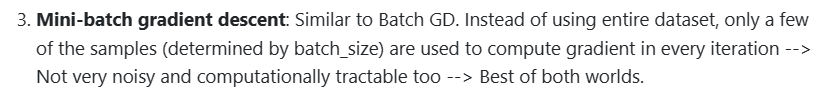 3. Mini-batch gradient descent: Similar to Batch GD. Instead of using entire dataset, only a few
of the samples (determined by batch_size) are used to compute gradient in every iteration -->
Not very noisy and computationally tractable too --> Best of both worlds.